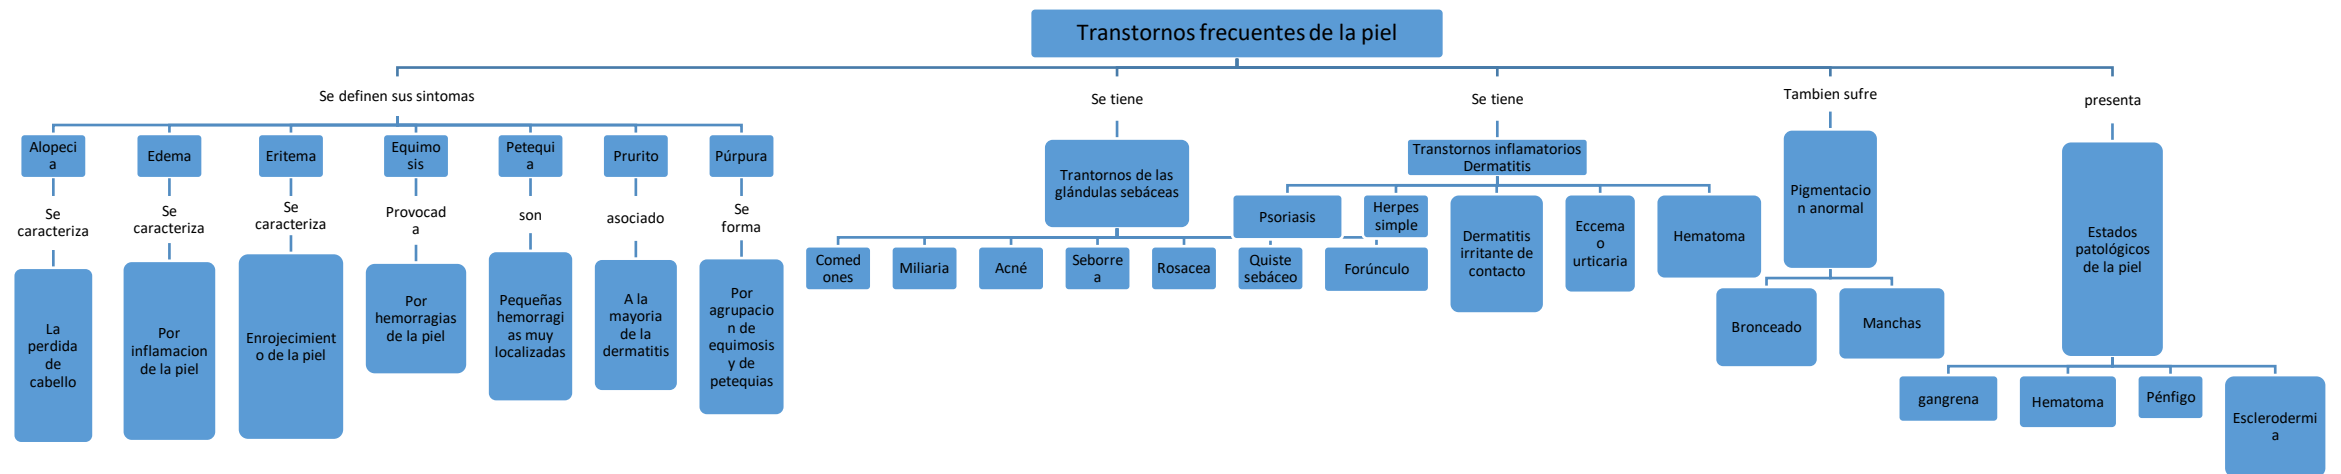 Transtornos frecuentes de la piel
Se definen sus sintomas
Se tiene
Se tiene
Tambien sufre
presenta
Alopeci
a
Edema
Eritema
Equimo
sis
Petequi
a
Prurito
Púrpura
Se
caracteriza
Se
caracteriza
Se
caracteriza
Provocad
a
son
asociado
Se
forma
La
perdida
de
cabello
Por
inflamacion
de la piel
Enrojecimient
o de la piel
Por
hemorragias
de la piel
Pequeñas
hemorragi
as muy
localizadas
A la
mayoria
de la
dermatitis
Por
agrupacio
n de
equimosis
y de
petequias
Trantornos de las
glándulas sebáceas
Comed
ones
Miliaria
Acné
Seborre
a
Rosacea
Quiste
sebáceo
Forúnculo
Transtornos inflamatorios
Dermatitis
Psoriasis
Herpes
simple
Dermatitis
irritante de
contacto
Eccema
o
urticaria
Hematoma
Pigmentacio
n anormal
Bronceado
Manchas
Estados
patológicos
de la piel
gangrena
Hematoma
Pénfigo
Esclerodermi
a